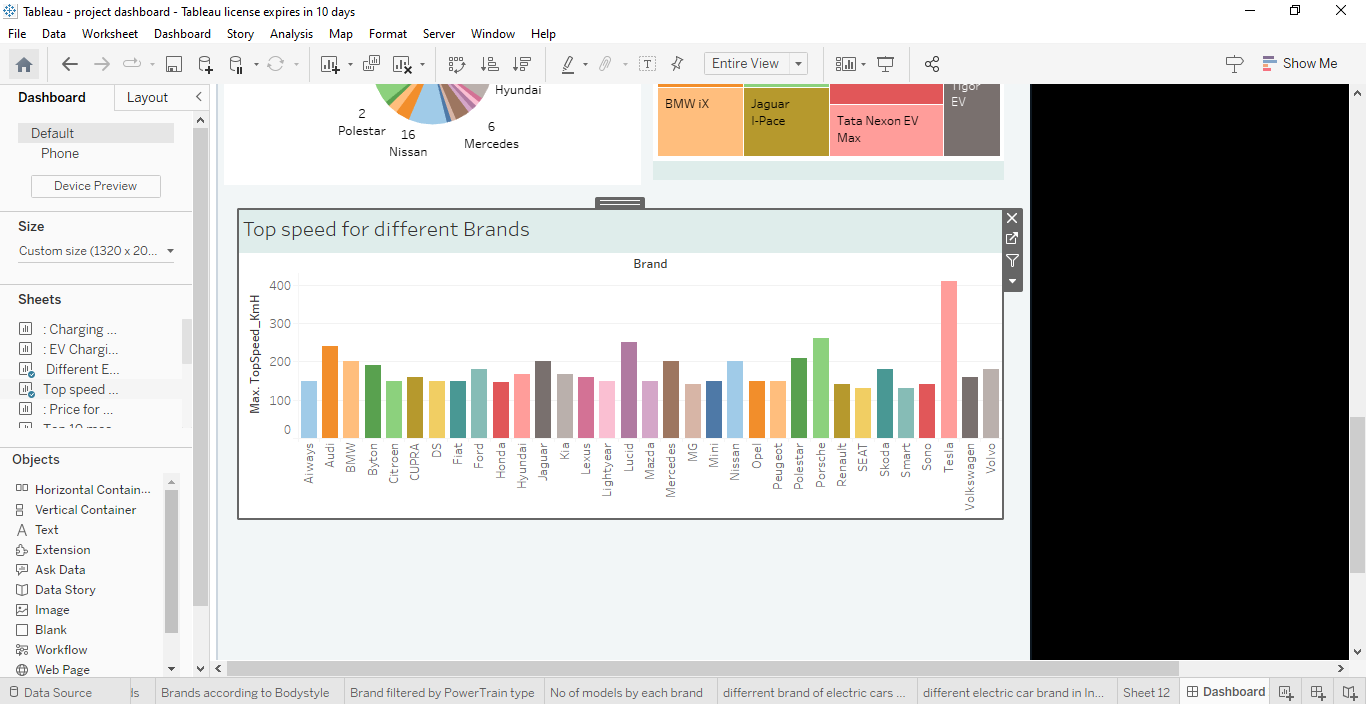 Tableau - project dashboard - Tableau license expires in 10 days
File Data Worksheet Dashboard Story Analysis Map Format Server Window Help
Entire View
Show Me
Dashboard Layout
Default
Phone
Device Preview
Size
Custom size (1320 x 20...
Sheets
: Charging ...
: EV Chargi...
Different E...
Top speed ...
: Price for ...
Objects
Horizontal Contain...
Vertical Container
Text
Extension
Ask Data
Data Story
Image
Blank
Workflow
Web Page
Hyundai
2
Polestar
16
Nissan
6
Mercedes
BMW iX
Jaguar
I-Pace
Tata Nexon EV
Max
Tigor
EV
Top speed for different Brands
Brand
Max. TopSpeed_KmH
400
300
200
100
0
Aiways
Audi
BMW
Byton
Citroen
CUPRA
DS
Fiat
Ford
Honda
Hyundai
Jaguar
Kia
Lexus
Lightyear
Lucid
Mazda
Mercedes
MG
Mini
Nissan
Opel
Peugeot
Polestar
Porsche
Renault
SEAT
Skoda
Smart
Sono
Tesla
Volkswagen
Volvo
Data Source
ls
Brands according to Bodystyle
Brand filtered by PowerTrain type
No of models by each brand
differrent brand of electric cars ...
different electric car brand in In...
Sheet 12
Dashboard